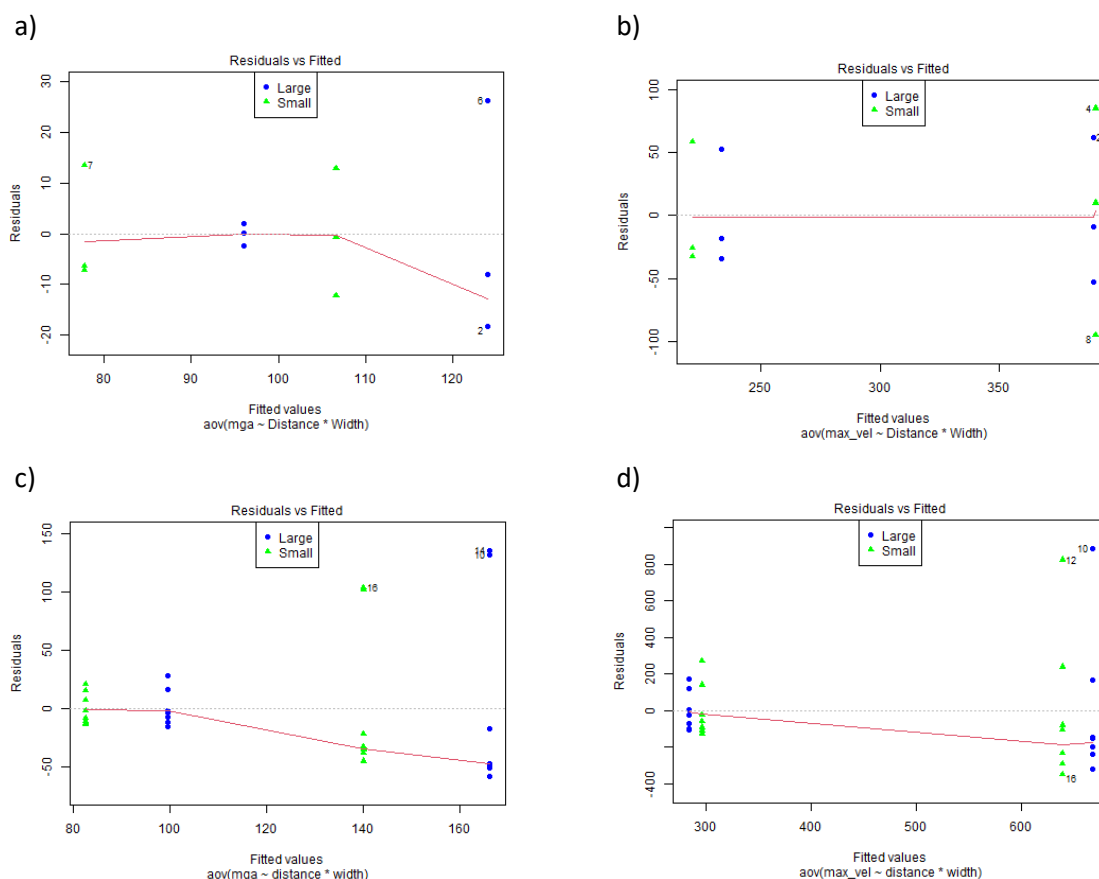 a)
Residuals vs Fitted
Large
Small
Residuals
30
20
10
0
-10
-20
6
7
2
80
90
100
110
120
Fitted values
aov(mga ~ Distance * Width)
b)
Residuals vs Fitted
Large
Small
Residuals
100
50
0
-50
-100
4
2
8
250
300
350
Fitted values
aov(max_vel ~ Distance * Width)
c)
Residuals vs Fitted
Large
Small
Residuals
150
100
50
0
-50
14
10
16
80
100
120
140
160
Fitted values
aov(mga ~ distance * width)
d)
Residuals vs Fitted
Large
Small
Residuals
800
600
400
200
0
-400
10
12
16
300
400
500
600
Fitted values
aov(max_vel ~ distance * width)